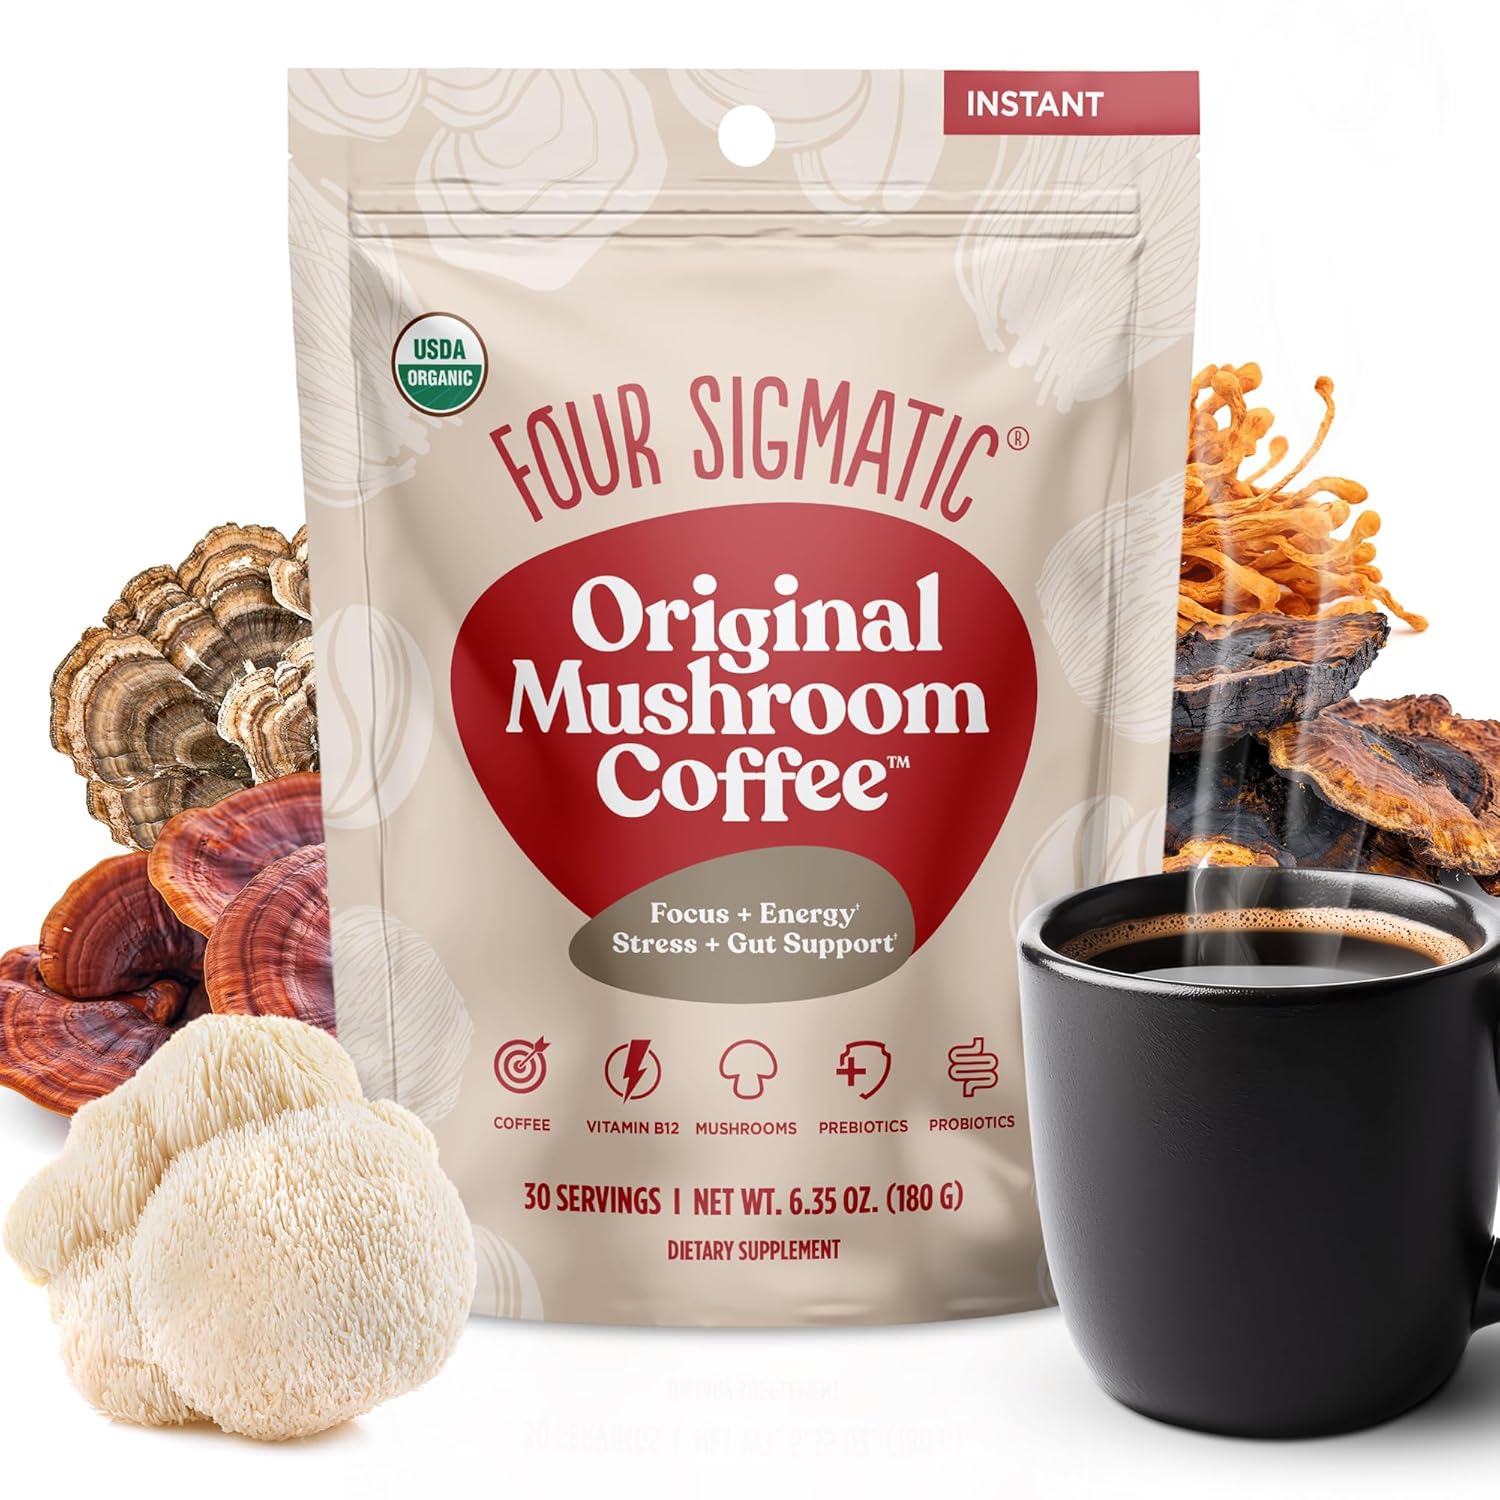 INSTANT
USDA
ORGANIC
FOUR SIGMATIC®
Original
Mushroom
Coffee™
Focus + Energy†
Stress + Gut Support†
COFFEE
VITAMIN B12
MUSHROOMS
PREBIOTICS
PROBIOTICS
30 SERVINGS | NET WT. 6.35 OZ. (180 G)
DIETARY SUPPLEMENT